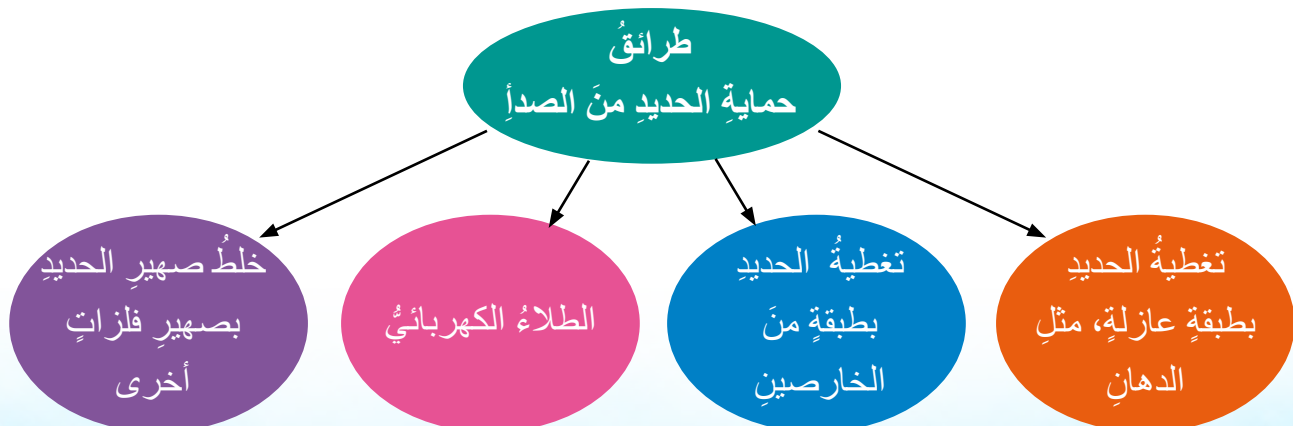 طرائقُ
حمايةِ الحديدِ منَ الصدأِ
تغطيةُ الحديدِ
بطبقةٍ عازلةٍ، مثلِ
الدهانِ
تغطيةُ الحديدِ
بطبقةٍ منَ
الخارصينِ
الطلاءُ الكهربائيُّ
خلطُ صهيرِ الحديدِ
بصهيرِ فلزاتٍ
أخرى